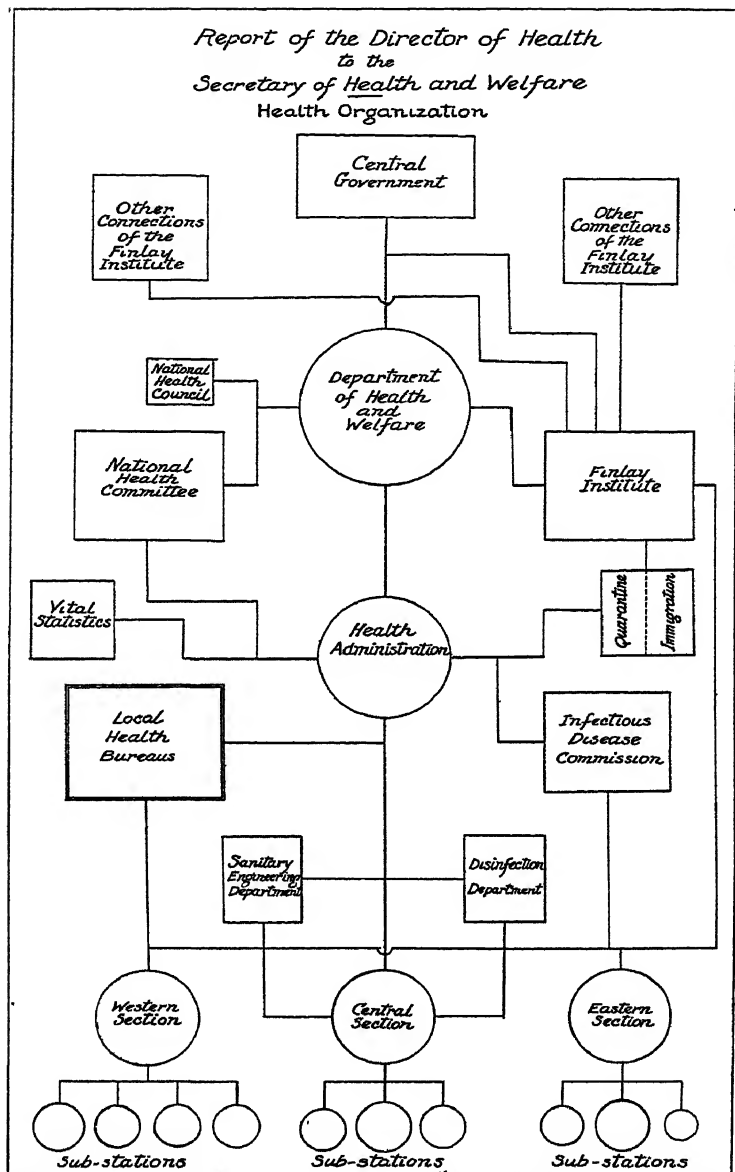 Report of the Director of Health
to the
Secretary of Health and Welfare
Health Organization
Central
Government
Other
Connections
of the
Finlay
Institute
Other
Connections
of the
Finlay
Institute
National
Health
Council
Department
of Health
and
Welfare
National
Health
Committee
Finlay
Institute
Vital
Statistics
Health
Administration
Quarantine
Immigration
Local
Health
Bureaus
Infectious
Disease
Commission
Sanitary
Engineering
Department
Disinfection
Department
Western
Section
Central
Section
Eastern
Section
Sub-stations
Sub-stations
Sub-stations